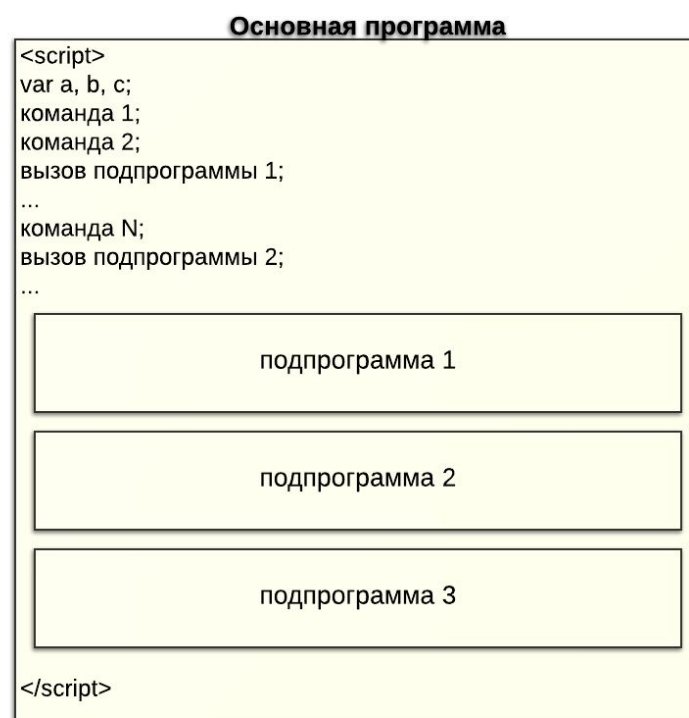 Основная программа
<script>
var a, b, c;
команда 1;
команда 2;
вызов подпрограммы 1;
...
команда N;
вызов подпрограммы 2;
...
подпрограмма 1
подпрограмма 2
подпрограмма 3
</script>